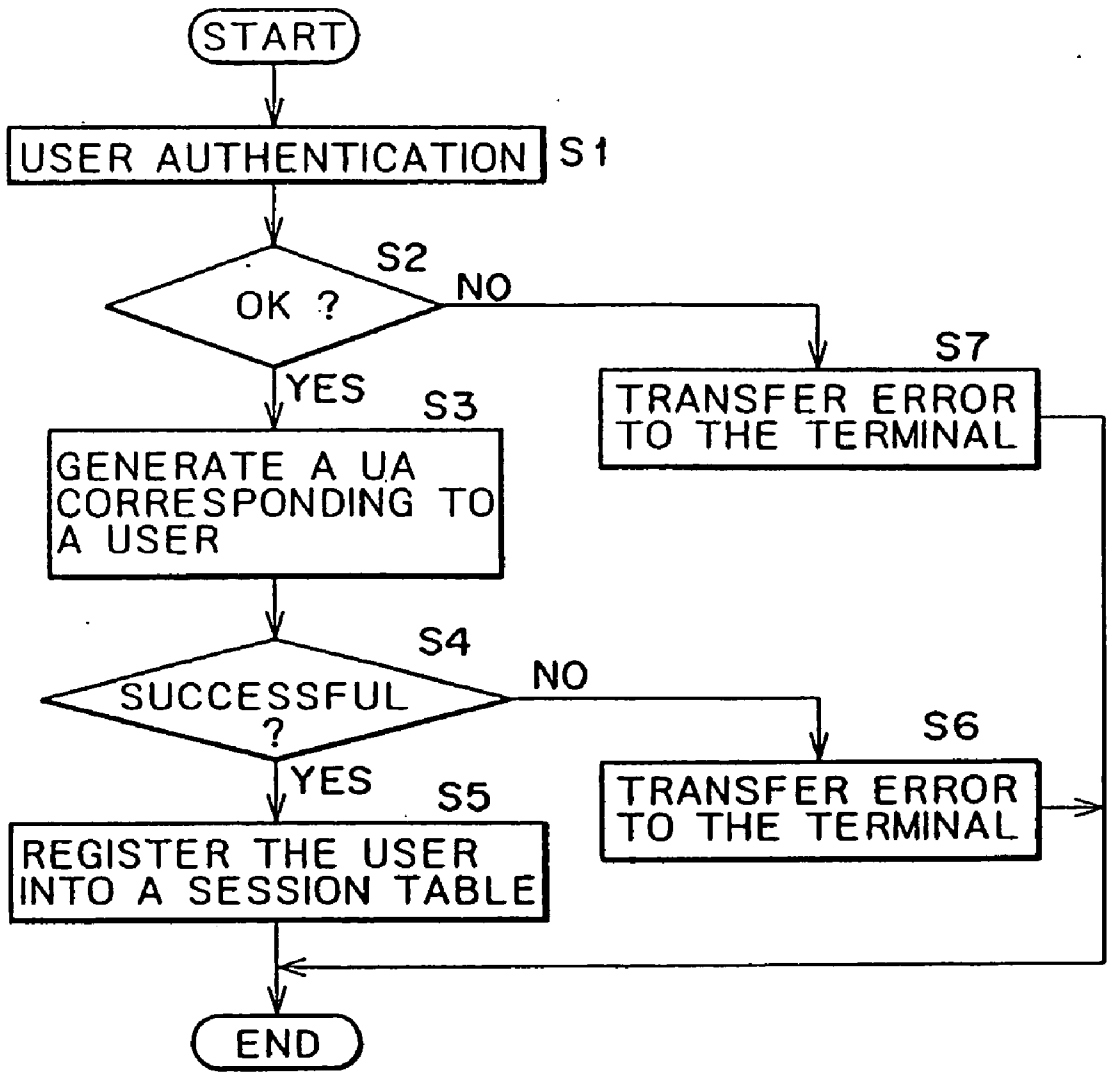 START
USER AUTHENTICATION
S1
S2
OK ?
NO
YES
S7
TRANSFER ERROR
TO THE TERMINAL
S3
GENERATE A UA
CORRESPONDING TO
A USER
S4
SUCCESSFUL
?
NO
YES
S6
TRANSFER ERROR
TO THE TERMINAL
S5
REGISTER THE USER
INTO A SESSION TABLE
END